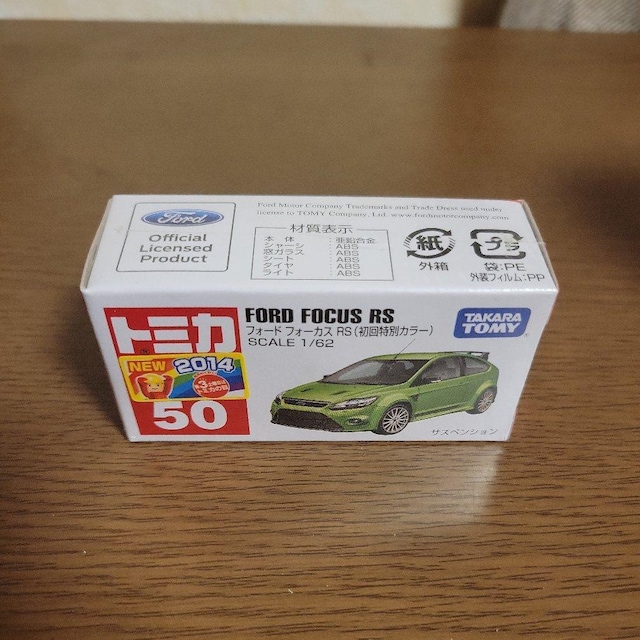 Ford Motor Company Trademarks and Trade Dress used under
license to TOMY Company, Ltd. www.fordmotorcompany.com
Ford
Official
Licensed
Product
材質表示
本体 : 亜鉛合金
シャーシ : ABS
窓ガラス : ABS
シート : ABS
タイヤ : ABS
ライト : ABS
紙
外箱
プラ
袋:PE
外装フィルム:PP
トミカ
FORD FOCUS RS
フォード フォーカス RS(初回特別カラー)
SCALE 1/62
TAKARA
TOMY
NEW
2014
50
サスペンション